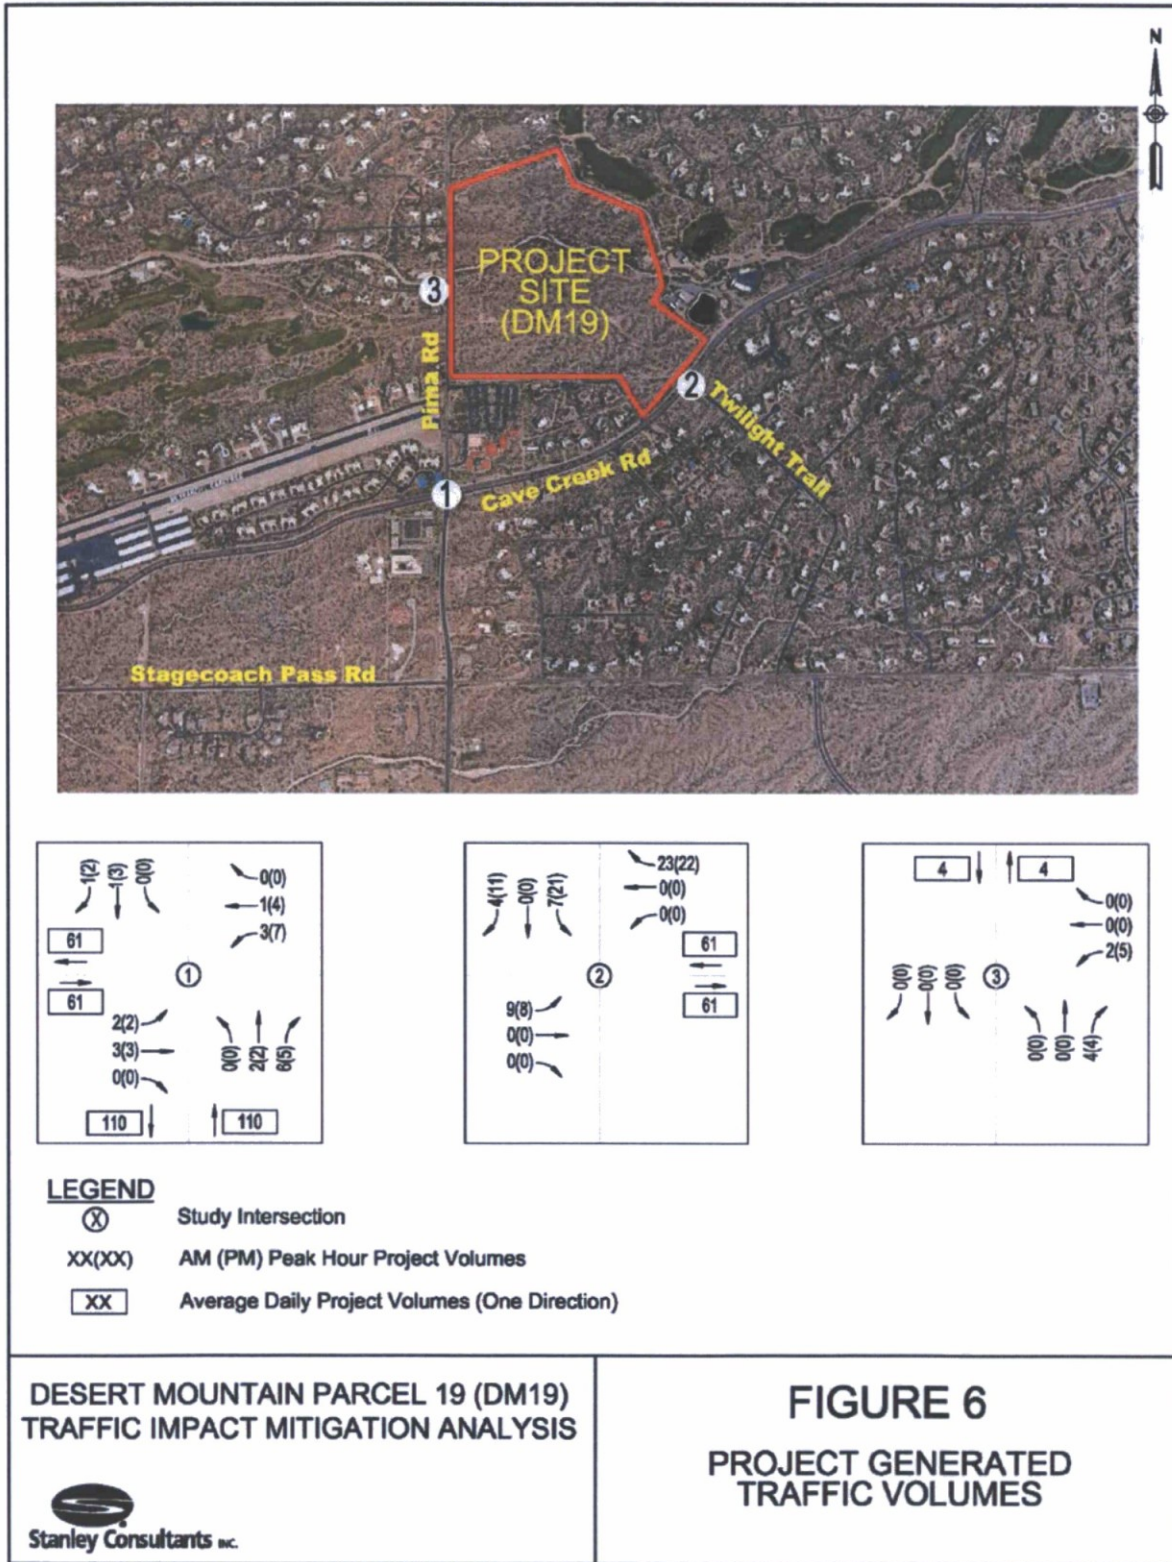 N
PROJECT
SITE
(DM19)
3
Pima Rd
2
Twilight Trail
1
Cave Creek Rd
Stagecoach Pass Rd
1(2)
1(3)
0(0)
0(0)
1(4)
3(7)
61
1
61
2(2)
3(3)
0(0)
0(0)
2(2)
6(5)
110
110
4(11)
0(0)
7(21)
23(22)
0(0)
0(0)
61
2
61
9(8)
0(0)
0(0)
4
4
0(0)
0(0)
2(5)
0(0)
0(0)
0(0)
3
0(0)
0(0)
4(4)
LEGEND
X Study Intersection
XX(XX) AM (PM) Peak Hour Project Volumes
XX Average Daily Project Volumes (One Direction)
DESERT MOUNTAIN PARCEL 19 (DM19)
TRAFFIC IMPACT MITIGATION ANALYSIS
Stanley Consultants INC.
FIGURE 6
PROJECT GENERATED
TRAFFIC VOLUMES